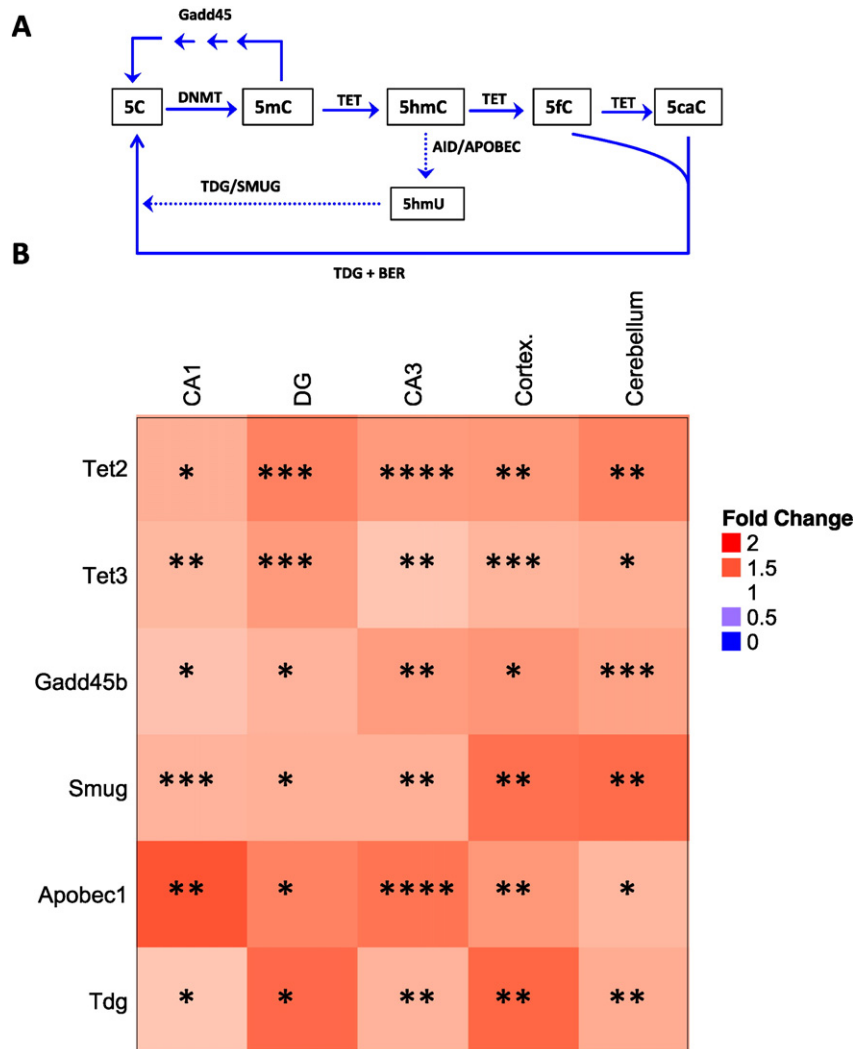 A
Gadd45
5C DNMT 5mC TET 5hmC TET 5fC TET 5caC
AID/APOBEC
TDG/SMUG 5hmU
TDG + BER
B
CA1 DG CA3 Cortex. Cerebellum
Tet2 * *** **** ** **
Tet3 ** *** ** *** *
Gadd45b * * ** * ***
Smug *** * ** ** **
Apobec1 ** * **** ** *
Tdg * * ** ** **
Fold Change
2
1.5
1
0.5
0